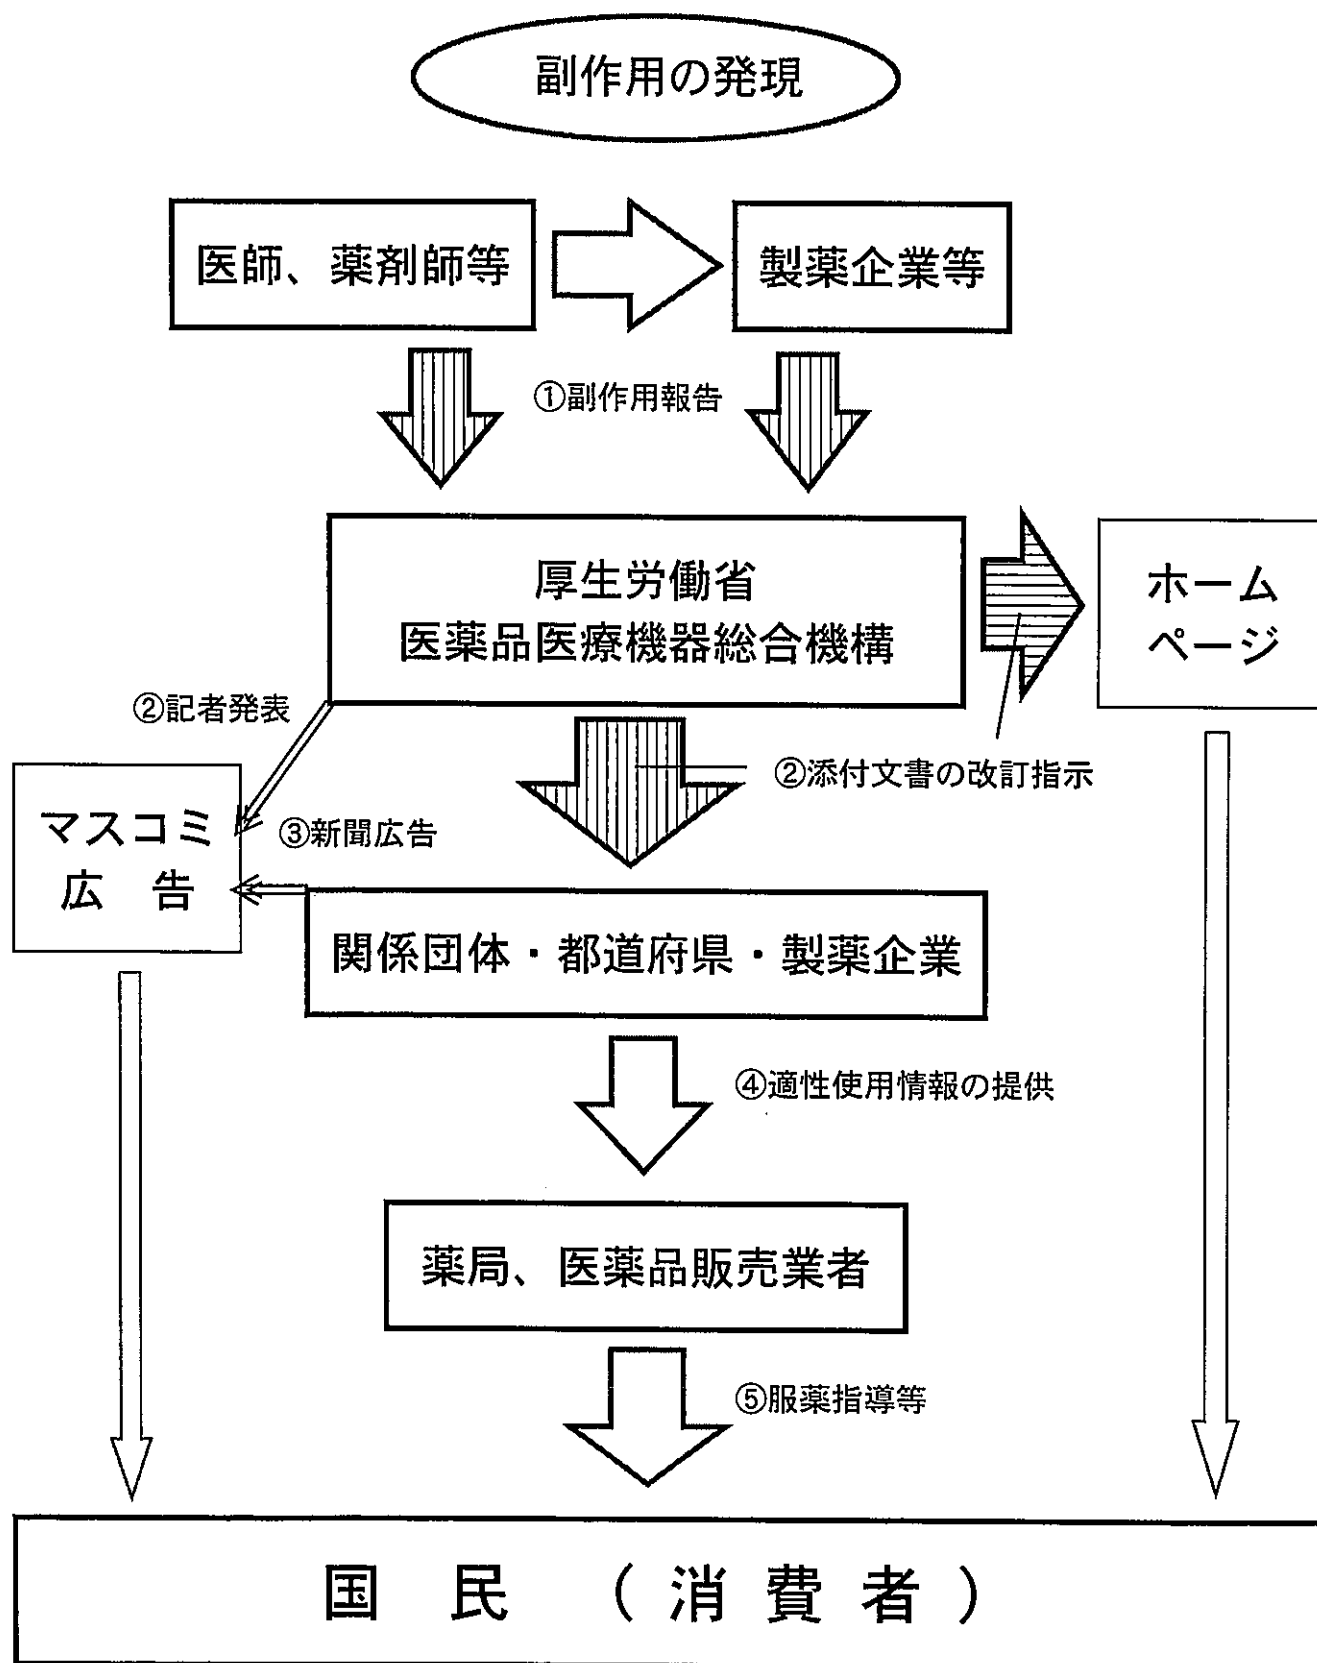 副作用の発現
医師、薬剤師等
製薬企業等
①副作用報告
厚生労働省
医薬品医療機器総合機構
ホーム
ページ
②記者発表
②添付文書の改訂指示
マスコミ
広　告
③新聞広告
関係団体・都道府県・製薬企業
④適性使用情報の提供
薬局、医薬品販売業者
⑤服薬指導等
国　民　（消費者）